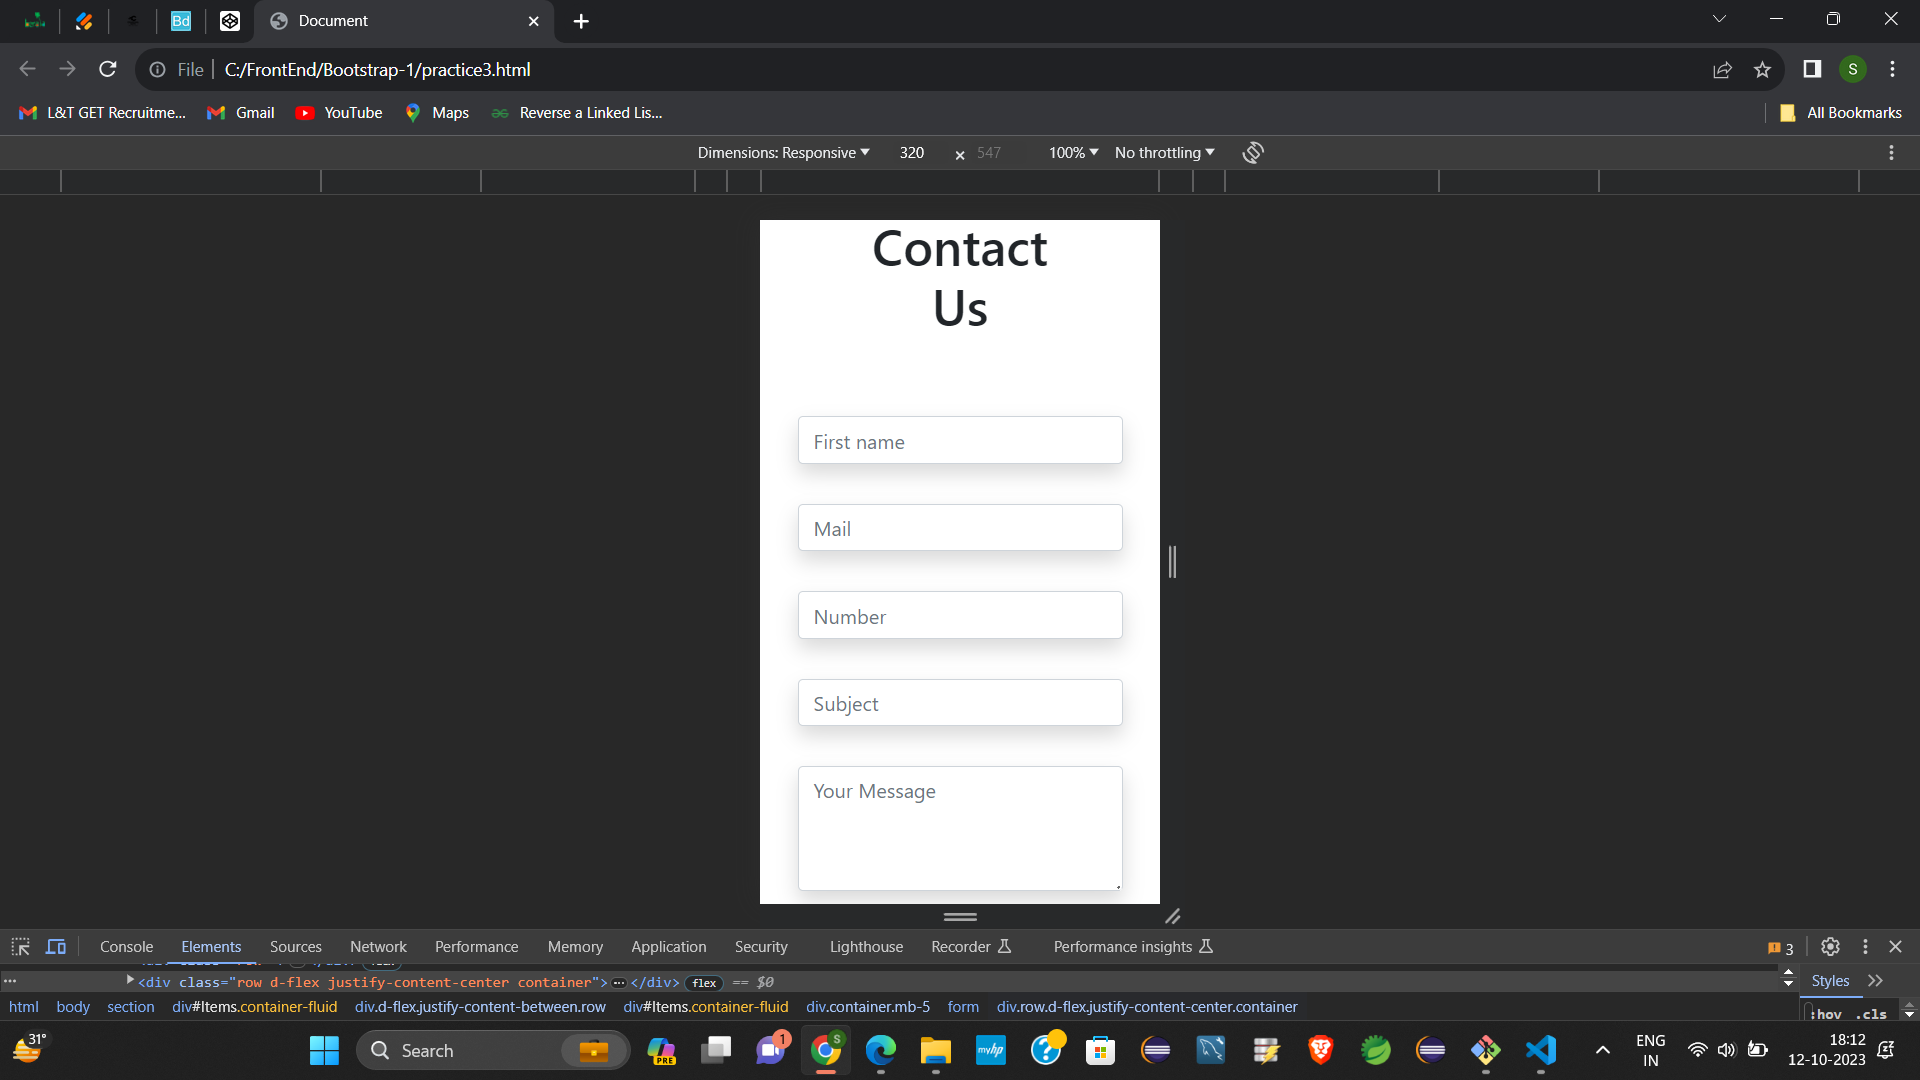 Bd
Document
File
C:/FrontEnd/Bootstrap-1/practice3.html
S
L&T GET Recruitme...
Gmail
YouTube
Maps
Reverse a Linked Lis...
All Bookmarks
Dimensions: Responsive
320
547
100%
No throttling
Contact
Us
First name
Mail
Number
Subject
Your Message
Console
Elements
Sources
Network
Performance
Memory
Application
Security
Lighthouse
Recorder
Performance insights
3
<div class="row d-flex justify-content-center container">
</div>
flex
== $0
Styles
html
body
section
div#Items.container-fluid
div.d-flex.justify-content-between.row
div#Items.container-fluid
div.container.mb-5
form
div.row.d-flex.justify-content-center.container
:hov .cls
31°
Search
PRE
1
S
myhp
ENG
IN
18:12
12-10-2023